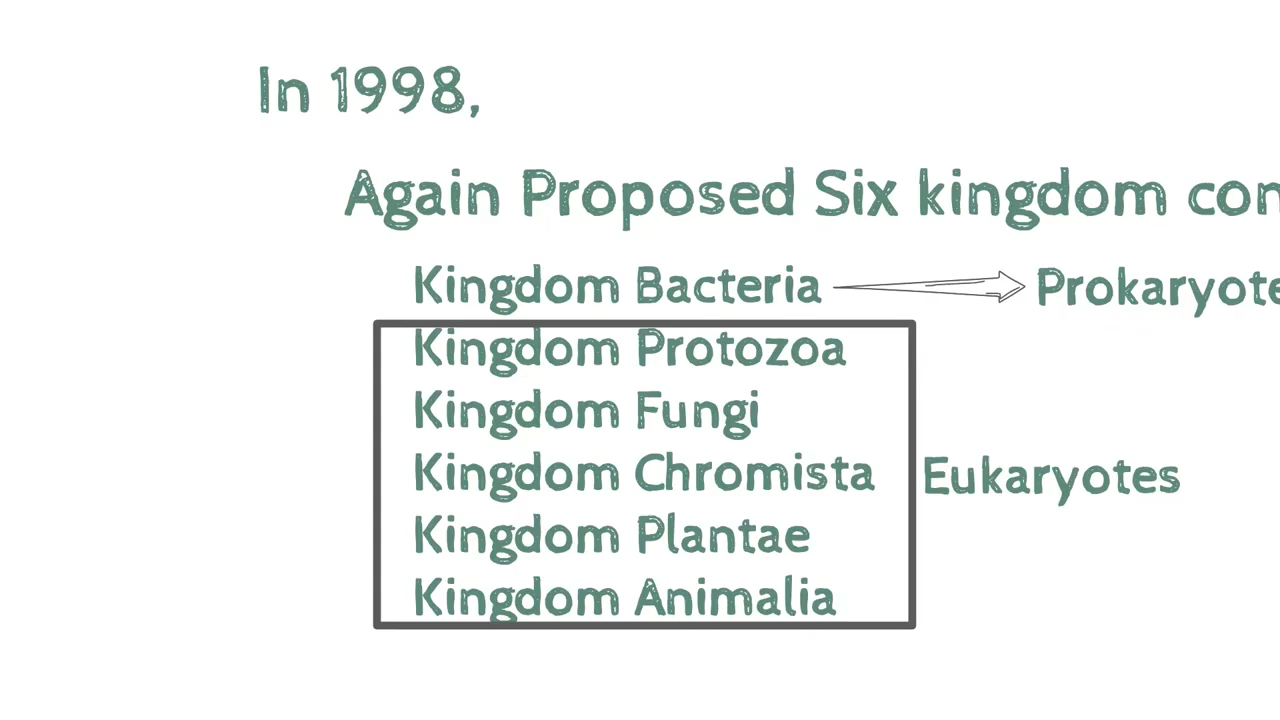 In 1998,
Again Proposed Six kingdom con
Kingdom Bacteria Prokaryote
Kingdom Protozoa
Kingdom Fungi
Kingdom Chromista Eukaryotes
Kingdom Plantae
Kingdom Animalia